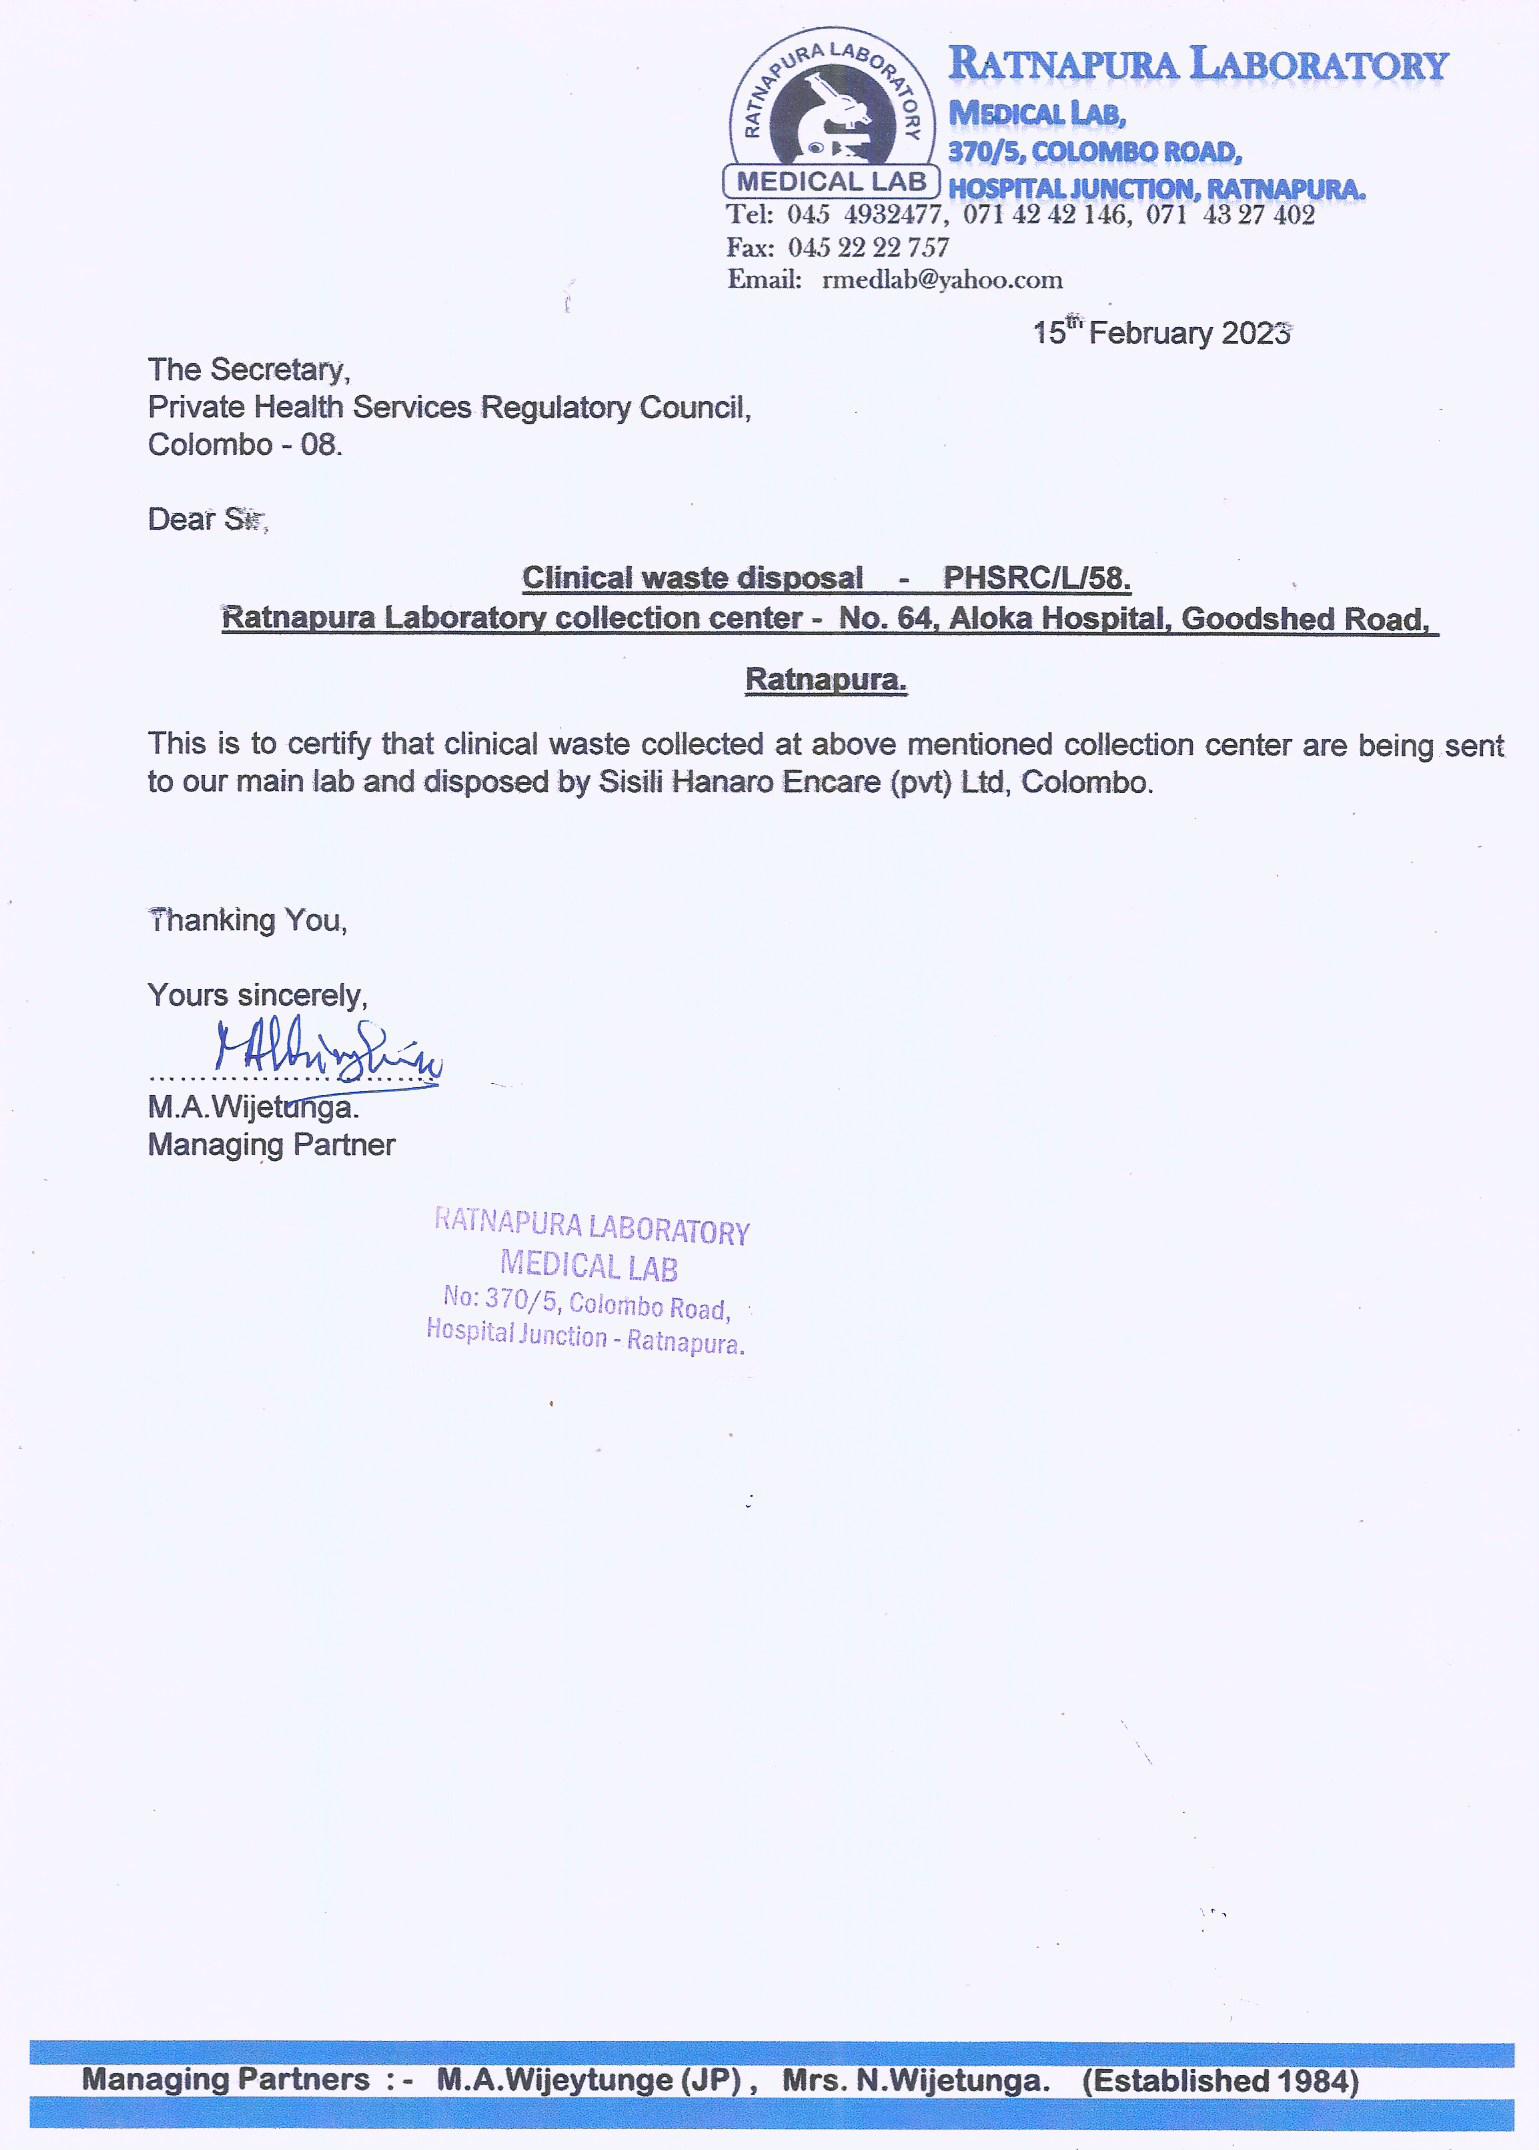 RATNAPURA LABORATORY
MEDICAL LAB
RATNAPURA LABORATORY
MEDICAL LAB,
370/5, COLOMBO ROAD,
HOSPITAL JUNCTION, RATNAPURA.
Tel: 045 4932477, 071 42 42 146, 071 43 27 402
Fax: 045 22 22 757
Email: rmedlab@yahoo.com
15th February 2023
The Secretary,
Private Health Services Regulatory Council,
Colombo - 08.
Dear Sir,
Clinical waste disposal - PHSRC/L/58.
Ratnapura Laboratory collection center - No. 64, Aloka Hospital, Goodshed Road,
Ratnapura.
This is to certify that clinical waste collected at above mentioned collection center are being sent
to our main lab and disposed by Sisili Hanaro Encare (pvt) Ltd, Colombo.
Thanking You,
Yours sincerely,
M.A.Wijetunga.
Managing Partner
RATNAPURA LABORATORY
MEDICAL LAB
No: 370/5, Colombo Road,
Hospital Junction - Ratnapura.
Managing Partners : - M.A.Wijeytunge (JP) , Mrs. N.Wijetunga. (Established 1984)